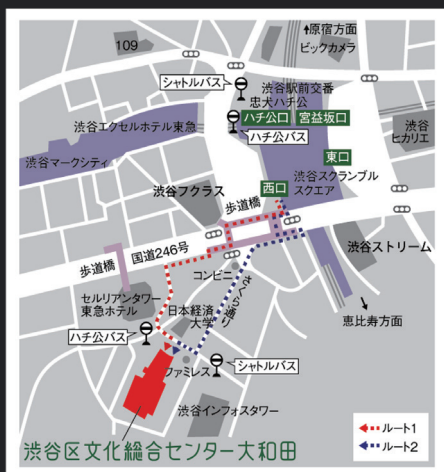 ↑原宿方面
ビックカメラ
109
シャトルバス
渋谷駅前交番
忠犬ハチ公
ハチ公口
宮益坂口
ハチ公バス
渋谷エクセルホテル東急
渋谷
ヒカリエ
東口
渋谷マークシティ
渋谷スクランブル
スクエア
西口
渋谷フクラス
歩道橋
国道246号
渋谷ストリーム
歩道橋
コンビニ
さくら通り
セルリアンタワー
東急ホテル
日本経済
大学
恵比寿方面
ハチ公バス
ファミレス
シャトルバス
渋谷インフォスタワー
ルート1
ルート2
渋谷区文化総合センター大和田